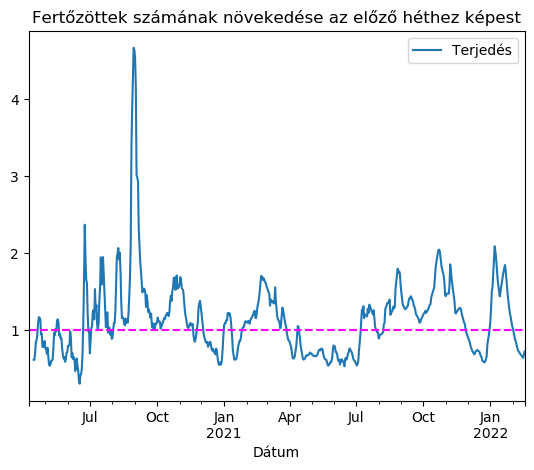 Fertőzöttek számának növekedése az előző héthez képest
Terjedés
4
3
2
1
Jul
Oct
Jan
2021
Apr
Jul
Oct
Jan
2022
Dátum